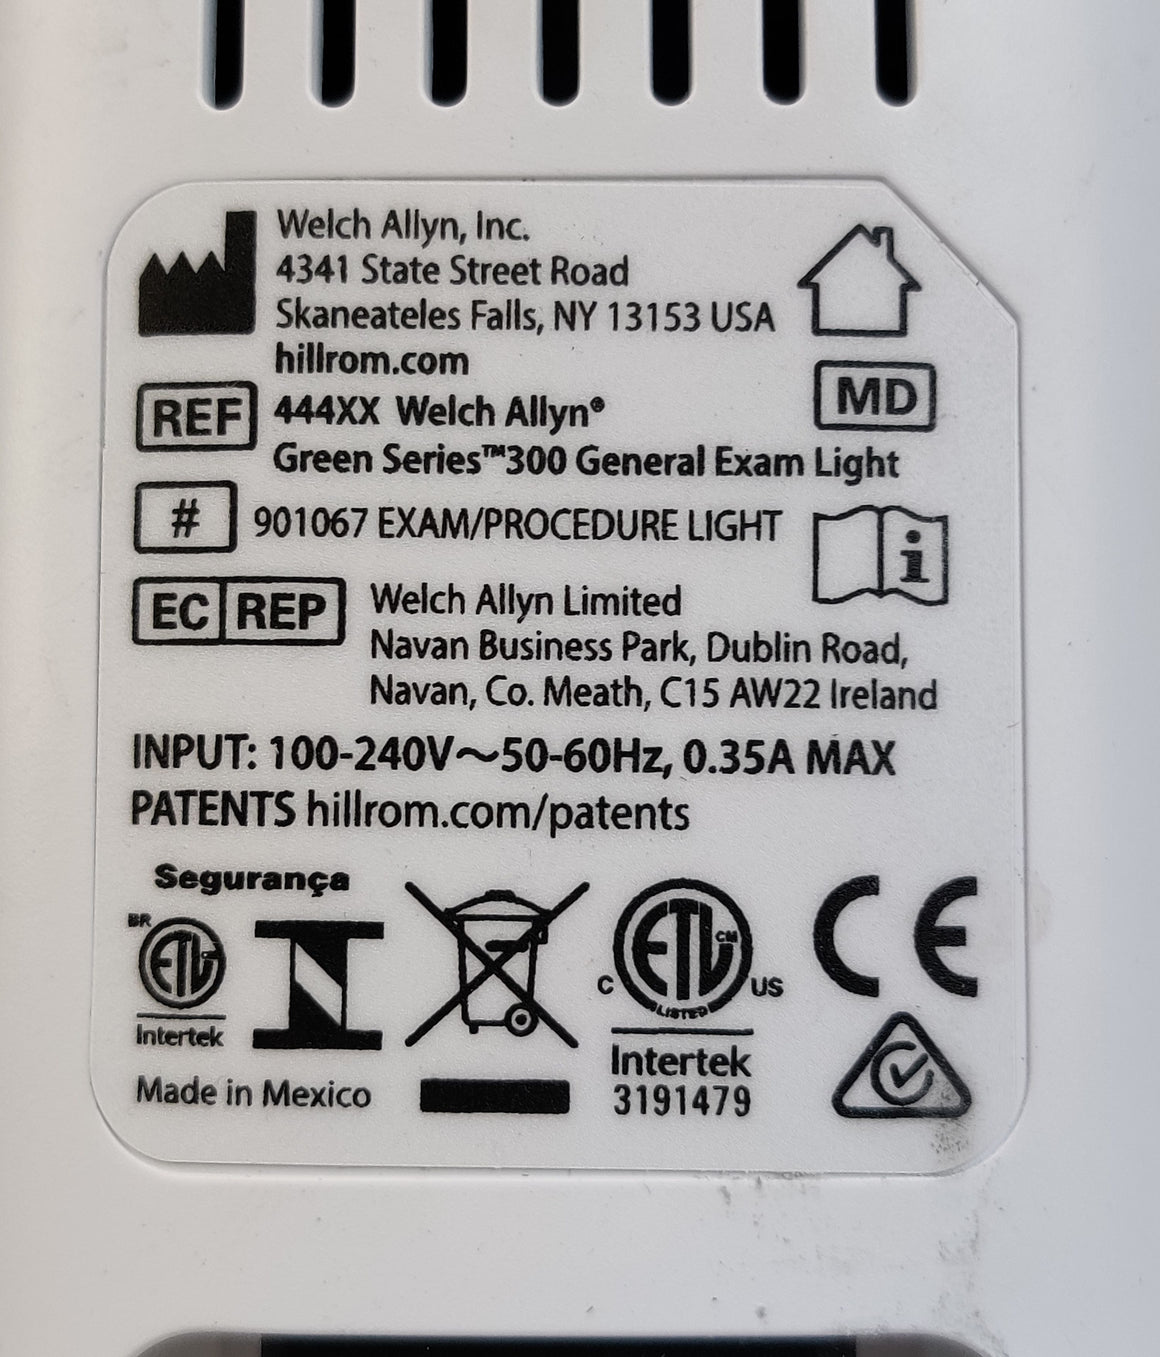 Welch Allyn, Inc.
4341 State Street Road
Skaneateles Falls, NY 13153 USA
hillrom.com
MD
REF 444XX Welch Allyn®
Green Series™300 General Exam Light
# 901067 EXAM/PROCEDURE LIGHT
i
EC REP Welch Allyn Limited
Navan Business Park, Dublin Road,
Navan, Co. Meath, C15 AW22 Ireland
INPUT: 100-240V~50-60Hz, 0.35A MAX
PATENTS hillrom.com/patents
Segurança
BR
ETL
Intertek
Made in Mexico
C ETL CM US
LISTED
Intertek
3191479
CE